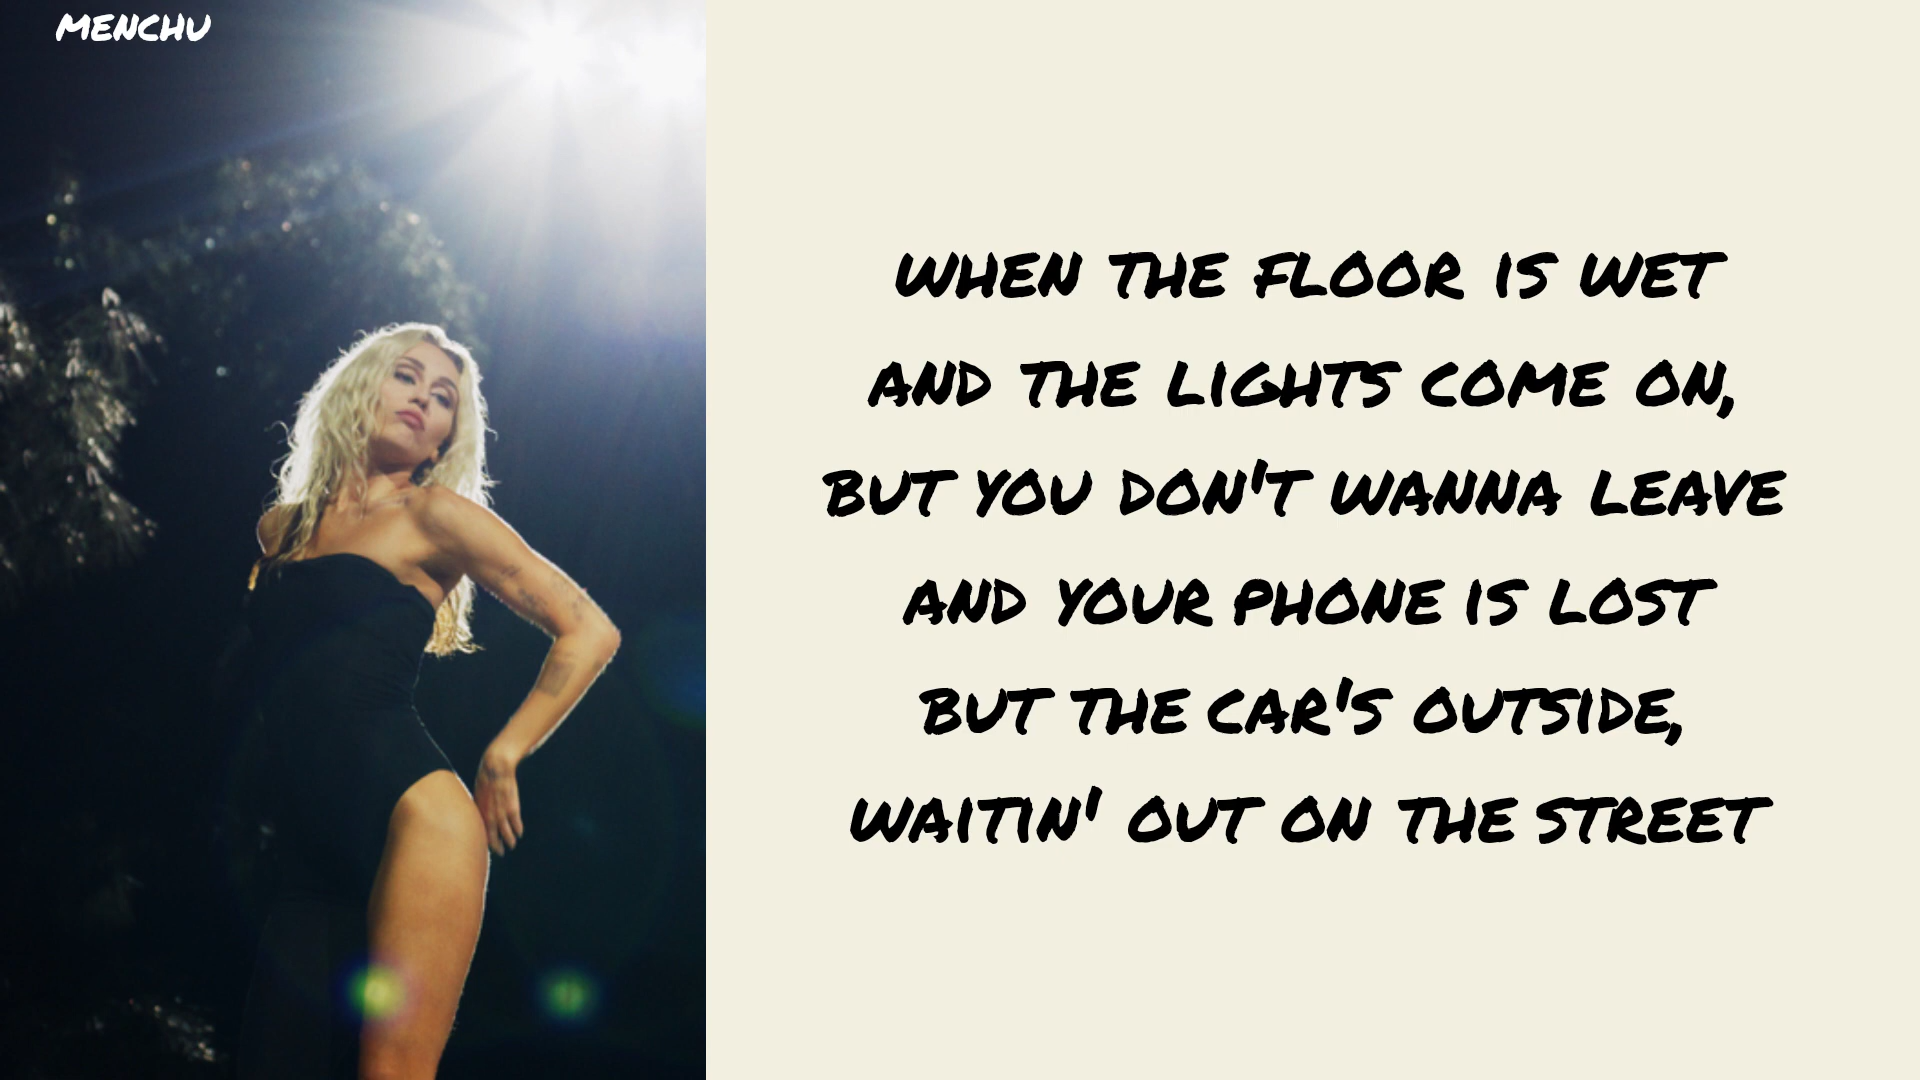 MENCHU
WHEN THE FLOOR IS WET
AND THE LIGHTS COME ON,
BUT YOU DON'T WANNA LEAVE
AND YOUR PHONE IS LOST
BUT THE CAR'S OUTSIDE,
WAITIN' OUT ON THE STREET